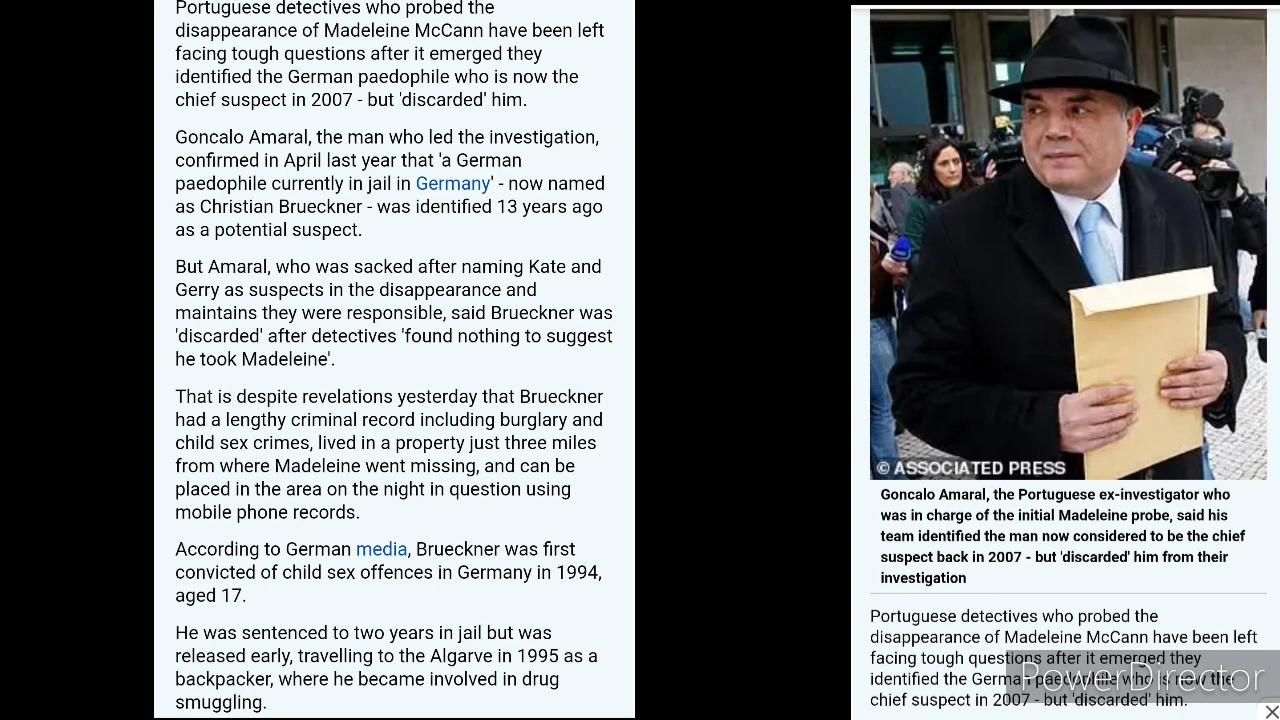 Portuguese detectives who probed the
disappearance of Madeleine McCann have been left
facing tough questions after it emerged they
identified the German paedophile who is now the
chief suspect in 2007 - but 'discarded' him.
Goncalo Amaral, the man who led the investigation,
confirmed in April last year that 'a German
paedophile currently in jail in Germany' - now named
as Christian Brueckner - was identified 13 years ago
as a potential suspect.
But Amaral, who was sacked after naming Kate and
Gerry as suspects in the disappearance and
maintains they were responsible, said Brueckner was
'discarded' after detectives 'found nothing to suggest
he took Madeleine'.
That is despite revelations yesterday that Brueckner
had a lengthy criminal record including burglary and
child sex crimes, lived in a property just three miles
from where Madeleine went missing, and can be
placed in the area on the night in question using
mobile phone records.
According to German media, Brueckner was first
convicted of child sex offences in Germany in 1994,
aged 17.
He was sentenced to two years in jail but was
released early, travelling to the Algarve in 1995 as a
backpacker, where he became involved in drug
smuggling.
© ASSOCIATED PRESS
Goncalo Amaral, the Portuguese ex-investigator who
was in charge of the initial Madeleine probe, said his
team identified the man now considered to be the chief
suspect back in 2007 - but 'discarded' him from their
investigation
Portuguese detectives who probed the
disappearance of Madeleine McCann have been left
facing tough questions after it emerged they
identified the German paedophile who is now the
chief suspect in 2007 - but 'discarded' him.
PowerDirector